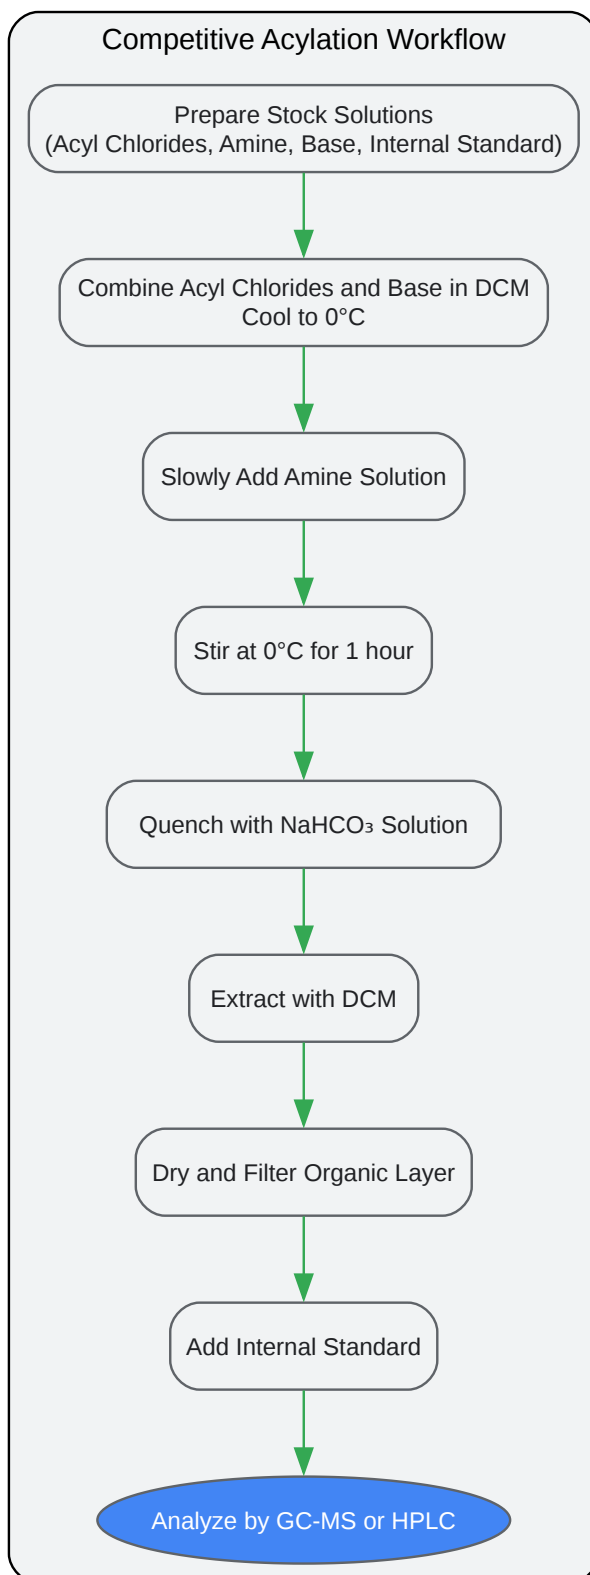 Competitive Acylation Workflow
Prepare Stock Solutions
(Acyl Chlorides, Amine, Base, Internal Standard)
Combine Acyl Chlorides and Base in DCM
Cool to 0°C
Slowly Add Amine Solution
Stir at 0°C for 1 hour
Quench with NaHCO₃ Solution
Extract with DCM
Dry and Filter Organic Layer
Add Internal Standard
Analyze by GC-MS or HPLC